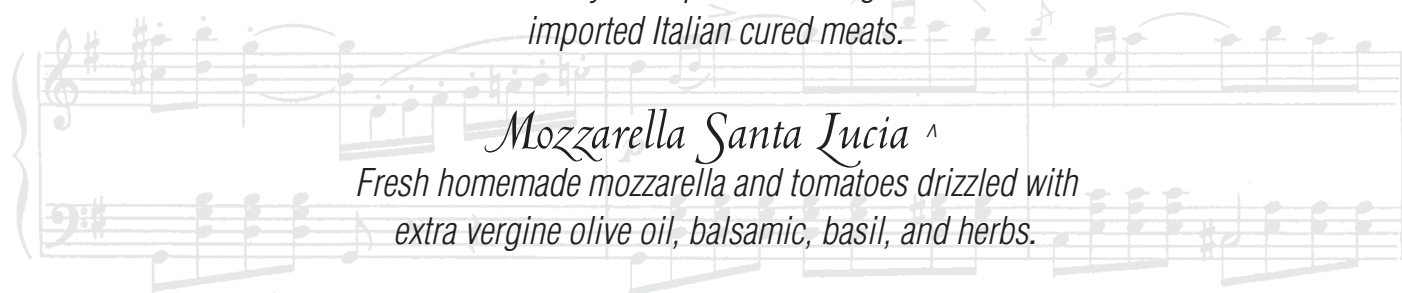 imported Italian cured meats.
Mozzarella Santa Lucia ^
Fresh homemade mozzarella and tomatoes drizzled with
extra vergine olive oil, balsamic, basil, and herbs.